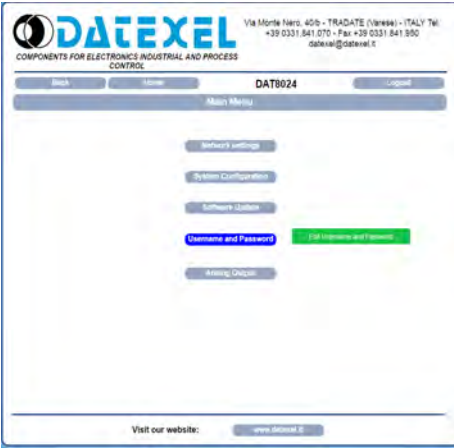 DATEXEL
COMPONENTS FOR ELECTRONICS INDUSTRIAL AND PROCESS
CONTROL
Via Monte Nero, 40/b - TRADATE (Varese) - ITALY Tel.
+39 0331.841.070 - Fax +39 0331.841.950
datexel@datexel.it
Back
Home
DAT8024
Logout
Main Menu
Network settings
System Configuration
Software Update
Username and Password
Edit Username and Password
Analog Output
Visit our website:
www.datexel.it